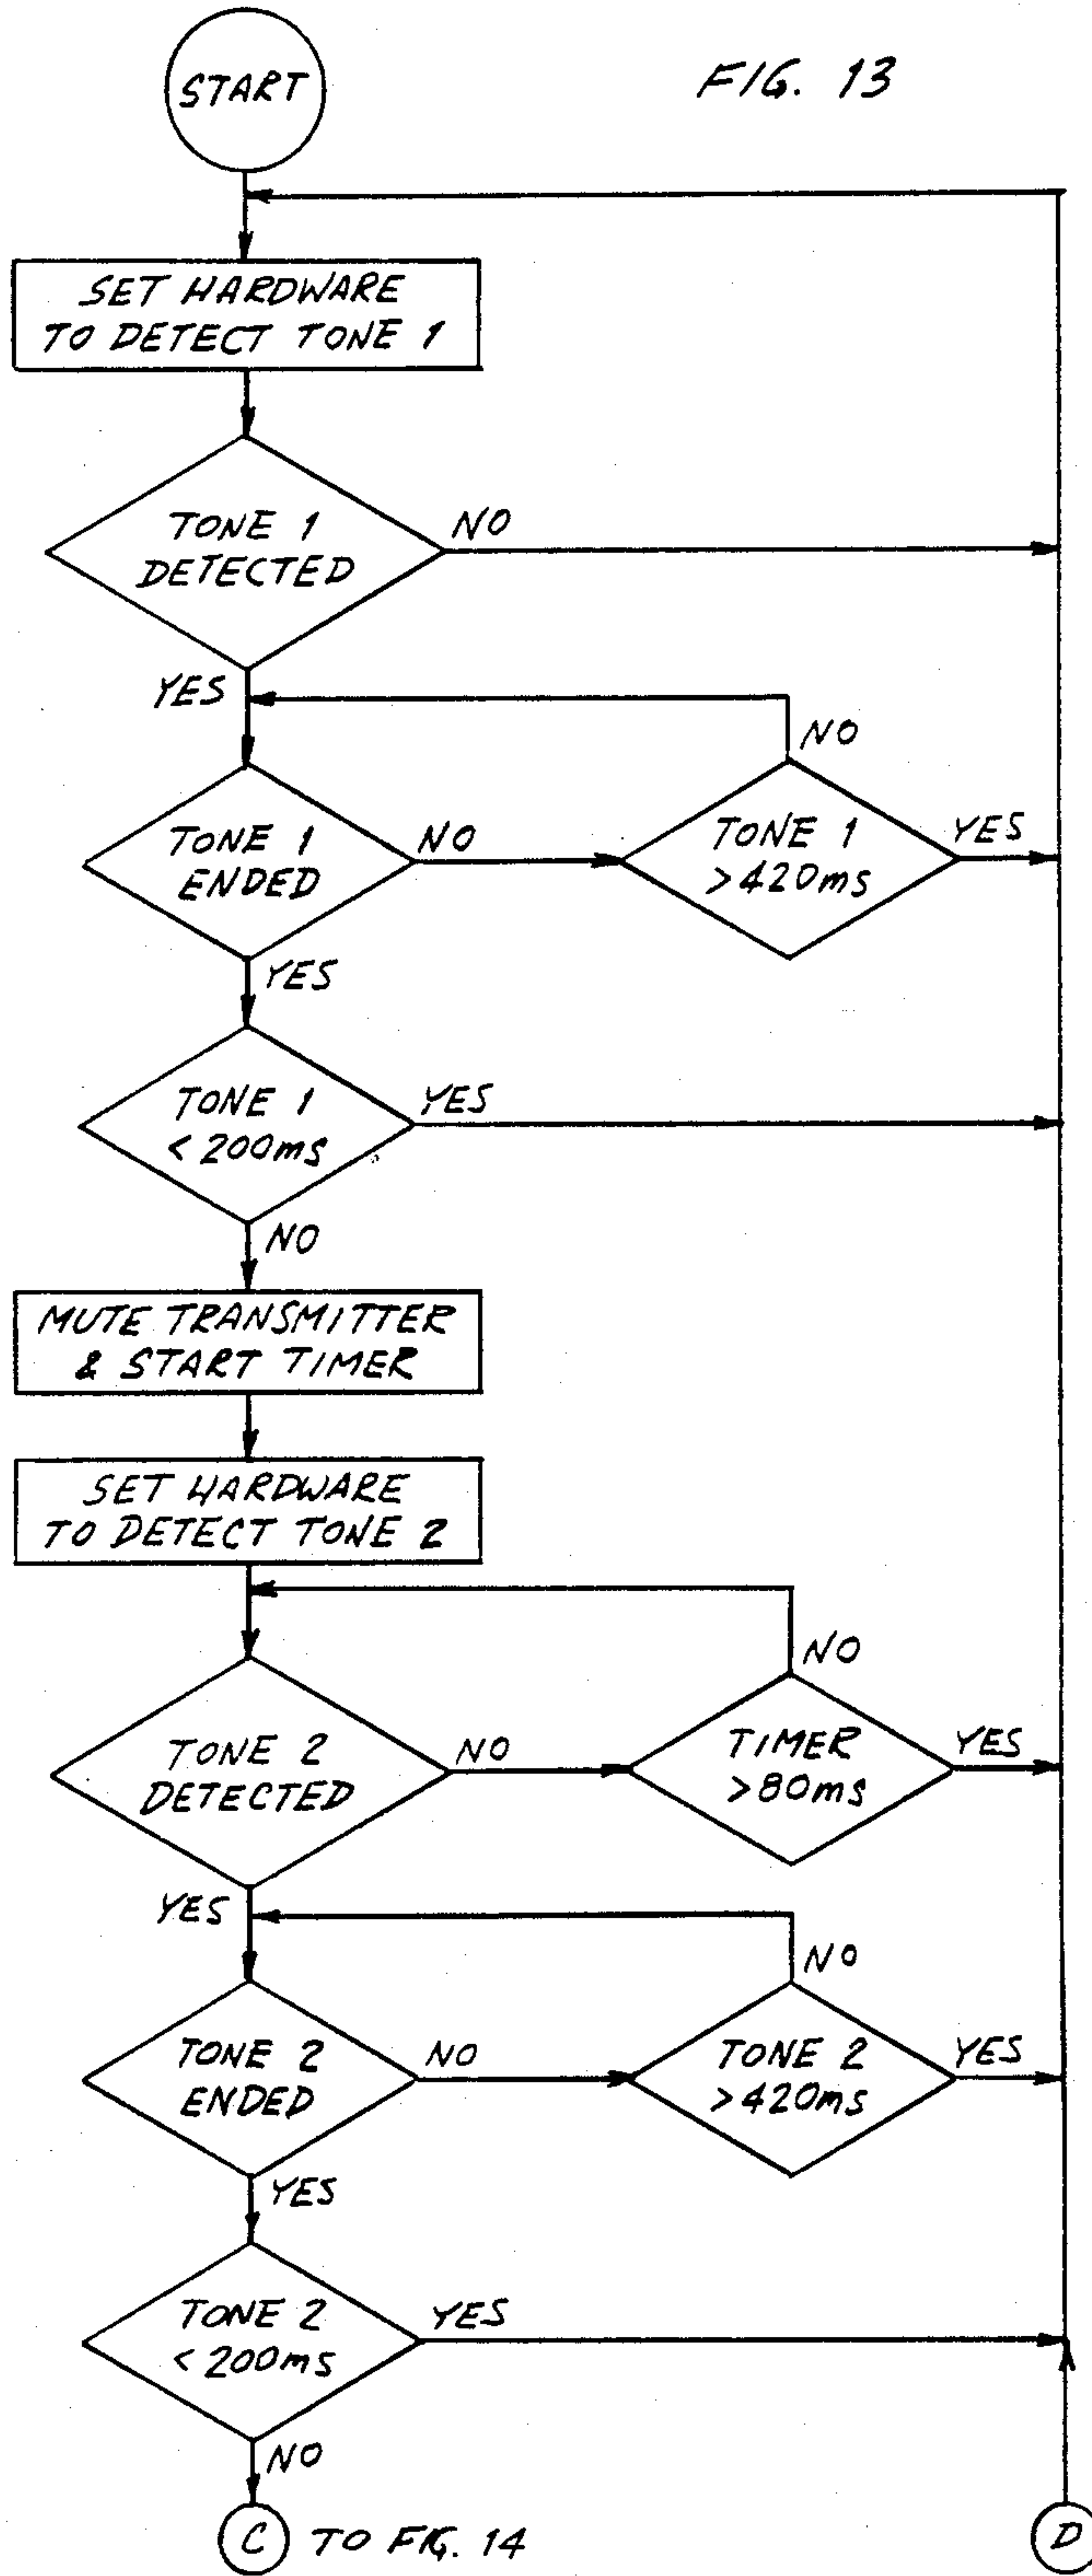 START
FIG. 13
SET HARDWARE
TO DETECT TONE 1
TONE 1
DETECTED
NO
YES
NO
TONE 1
ENDED
NO
TONE 1
>420ms
YES
YES
TONE 1
<200ms
YES
NO
MUTE TRANSMITTER
& START TIMER
SET HARDWARE
TO DETECT TONE 2
NO
TONE 2
DETECTED
NO
TIMER
>80ms
YES
YES
NO
TONE 2
ENDED
NO
TONE 2
>420ms
YES
YES
TONE 2
<200ms
YES
NO
C TO FIG. 14
D